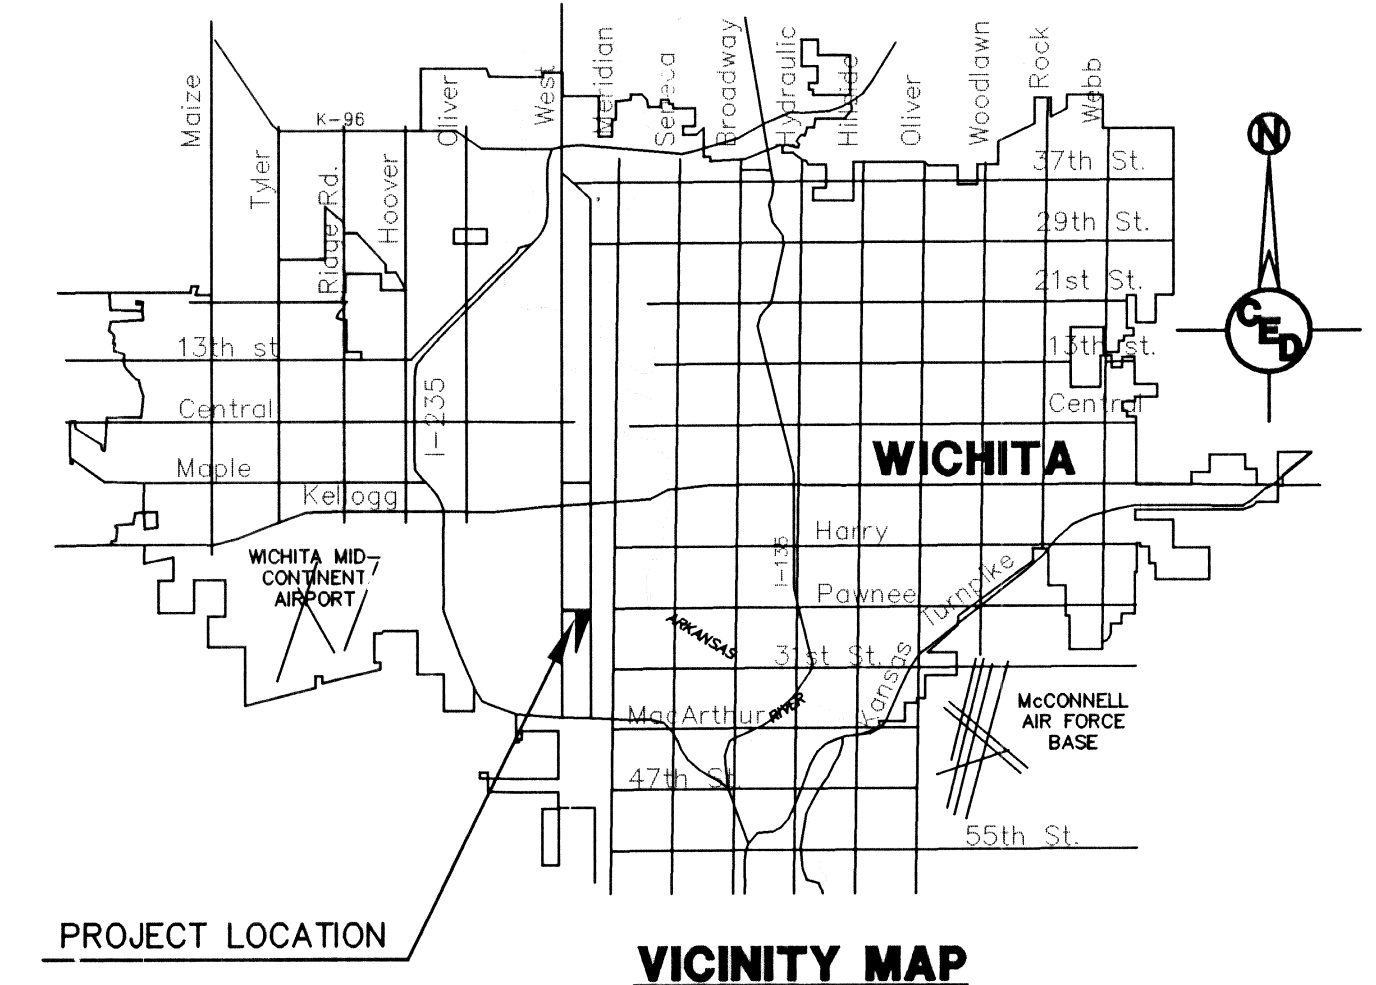 Maize
Tyler
Ridge Rd.
Hoover
Oliver
West
Meridian
Seneca
Broadway
Hydraulic
Hillside
Oliver
Woodlawn
Rock
Webb
K-96
N
37th St.
29th St.
21st St.
CED
13th st
13th st.
I-235
Central
Central
WICHITA
Maple
Kellogg
Harry
I-135
WICHITA MID-
CONTINENT
AIRPORT
Turnpike
Pawnee
ARKANSAS
31st St.
Kansas
RIVER
MacArthur
McCONNELL
AIR FORCE
BASE
47th St
55th St.
PROJECT LOCATION
VICINITY MAP